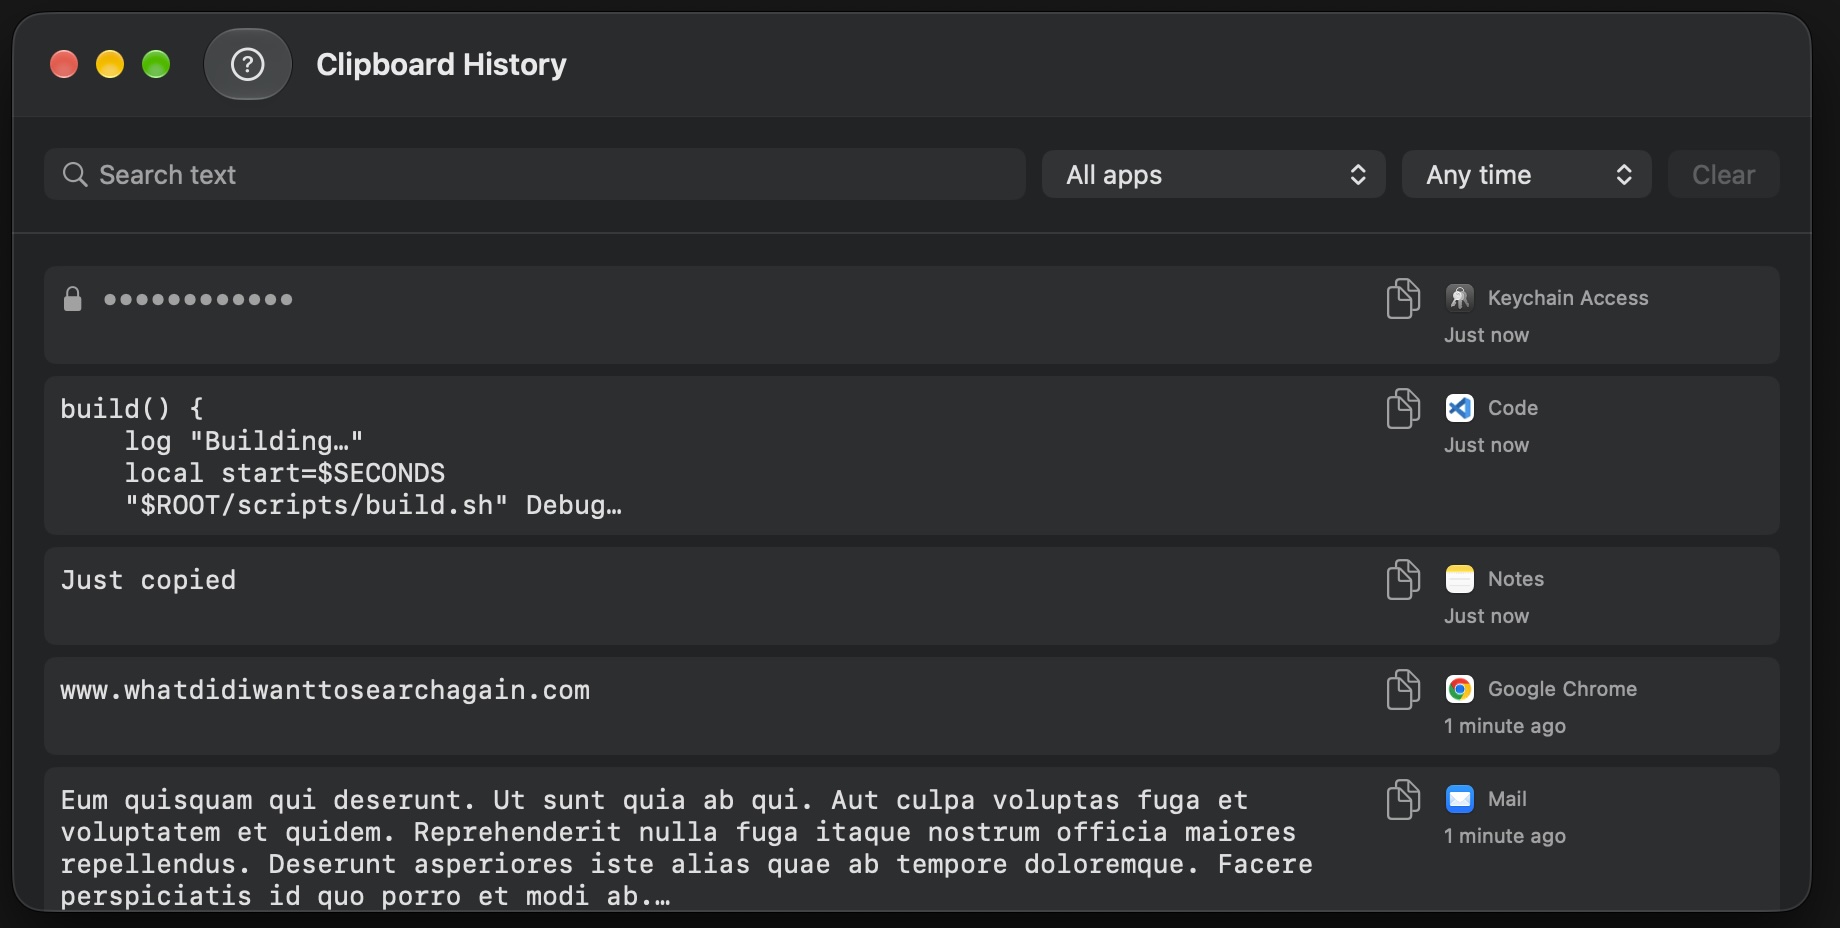 Clipboard History
Search text
All apps
Any time
Clear
••••••••••••
Keychain Access
Just now
build() {
    log "Building…"
    local start=$SECONDS
    "$ROOT/scripts/build.sh" Debug…
Code
Just now
Just copied
Notes
Just now
www.whatdidiwanttosearchagain.com
Google Chrome
1 minute ago
Eum quisquam qui deserunt. Ut sunt quia ab qui. Aut culpa voluptas fuga et
voluptatem et quidem. Reprehenderit nulla fuga itaque nostrum officia maiores
repellendus. Deserunt asperiores iste alias quae ab tempore doloremque. Facere
perspiciatis id quo porro et modi ab.…
Mail
1 minute ago